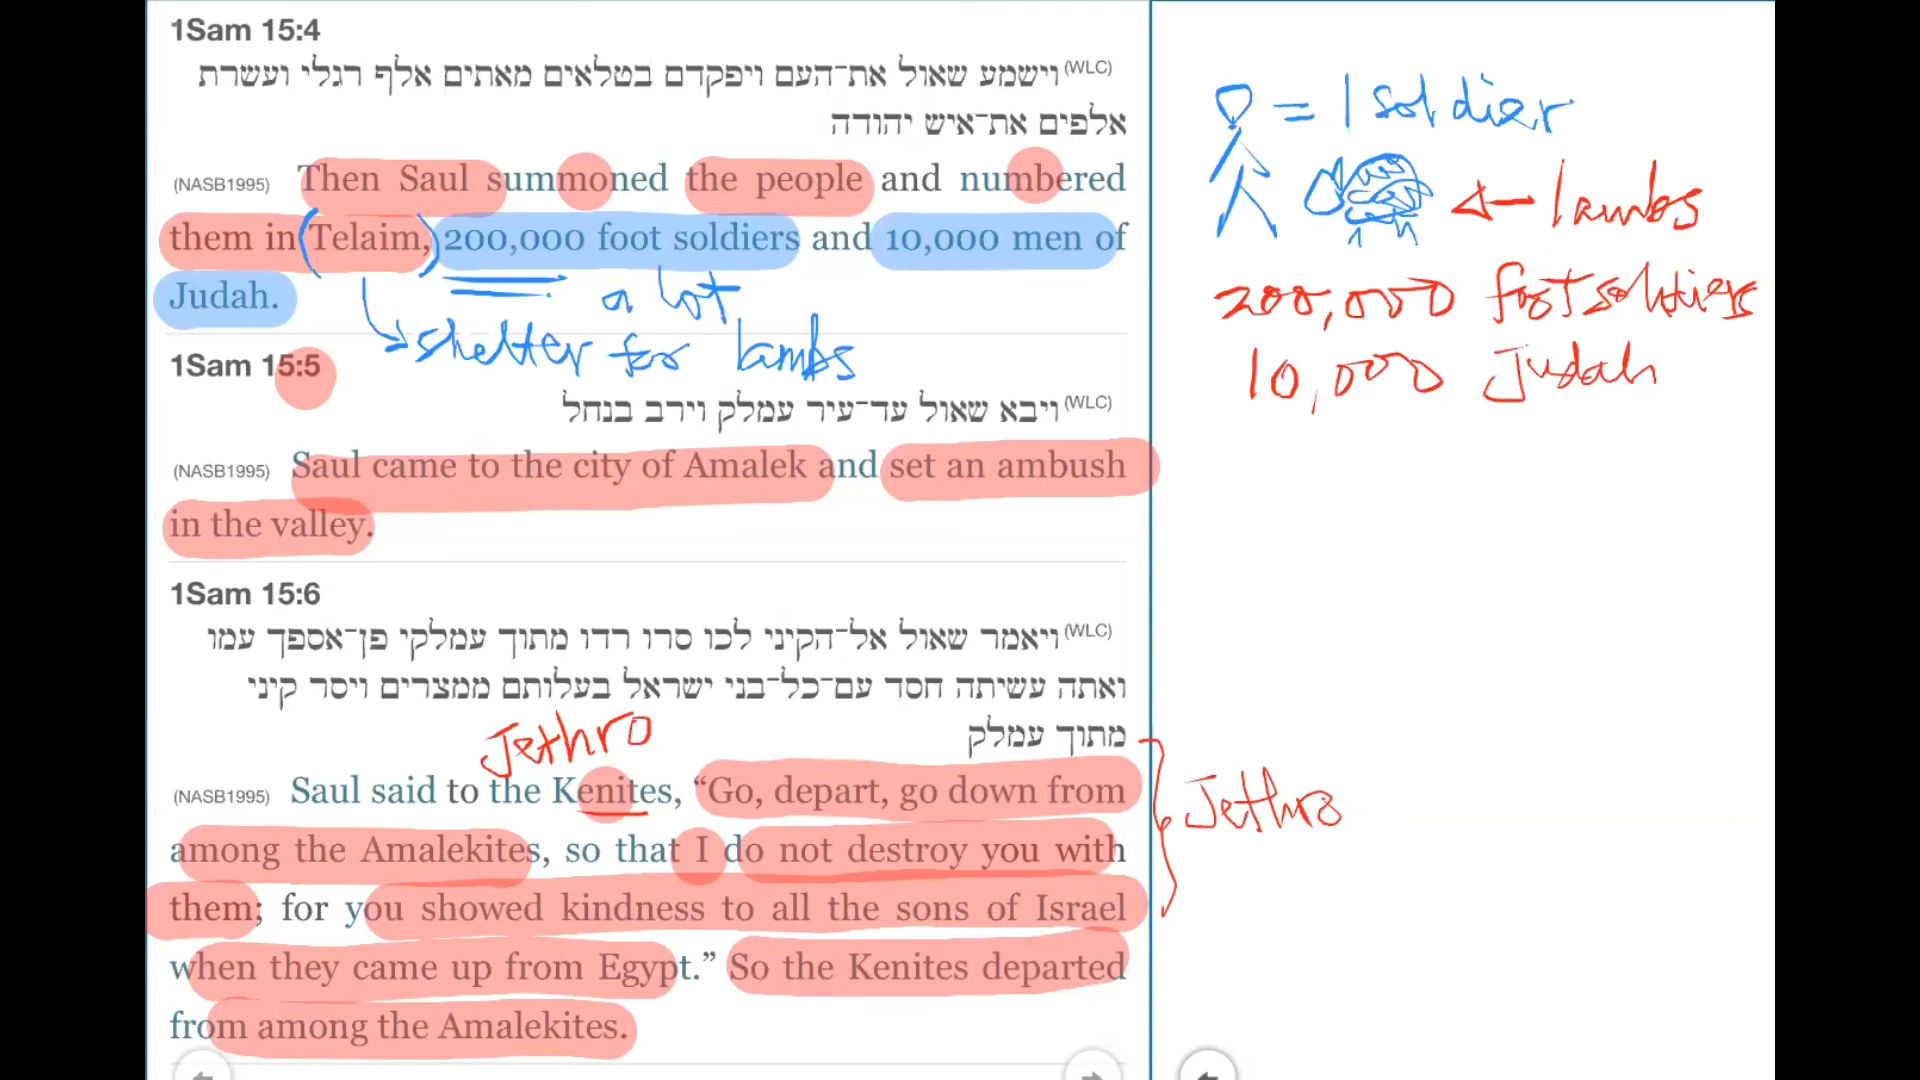 1Sam 15:4
(WLC) וישמע שאול את־העם ויפקדם בטלאים מאתים אלף רגלי ועשרת
אלפים את־איש יהודה
(NASB1995) Then Saul summoned the people and numbered
them in (Telaim,) 200,000 foot soldiers and 10,000 men of
Judah.
a lot
shelter for lambs
1Sam 15:5
(WLC) ויבא שאול עד־עיר עמלק וירב בנחל
(NASB1995) Saul came to the city of Amalek and set an ambush
in the valley.
1Sam 15:6
(WLC) ויאמר שאול אל־הקיני לכו סרו רדו מתוך עמלקי פן־אספך עמו
ואתה עשיתה חסד עם־כל־בני ישראל בעלותם ממצרים ויסר קיני
מתוך עמלק
Jethro
(NASB1995) Saul said to the Kenites, “Go, depart, go down from
among the Amalekites, so that I do not destroy you with
them; for you showed kindness to all the sons of Israel
when they came up from Egypt.” So the Kenites departed
from among the Amalekites.
= 1 soldier
lambs
200,000 foot soldiers
10,000 Judah
Jethro